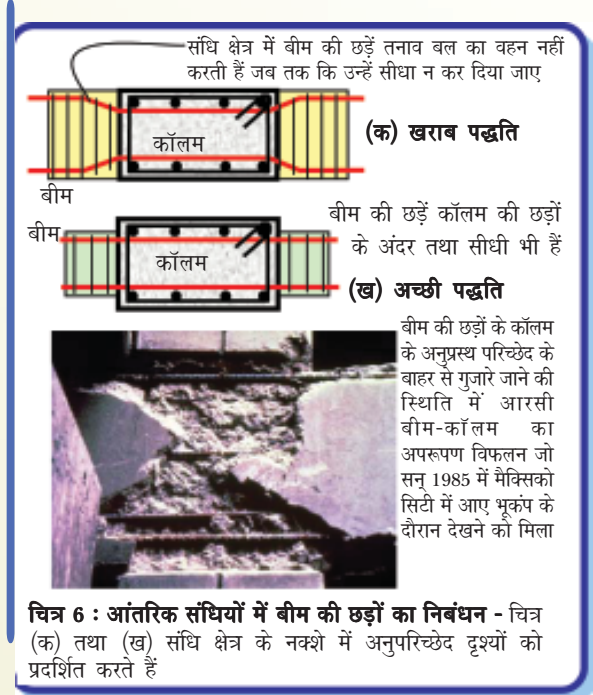 संधि क्षेत्र में बीम की छड़ें तनाव बल का वहन नहीं
करती हैं जब तक कि उन्हें सीधा न कर दिया जाए
कॉलम
(क) खराब पद्धति
बीम
बीम की छड़ें कॉलम की छड़ों
के अंदर तथा सीधी भी हैं
बीम
कॉलम
(ख) अच्छी पद्धति
बीम की छड़ों के कॉलम
के अनुप्रस्थ परिच्छेद के
बाहर से गुजारे जाने की
स्थिति में आरसी
बीम-कॉलम का
अपरूपण विफलन जो
सन् 1985 में मैक्सिको
सिटी में आए भूकंप के
दौरान देखने को मिला
चित्र 6 : आंतरिक संधियों में बीम की छड़ों का निबंधन - चित्र
(क) तथा (ख) संधि क्षेत्र के नक्शे में अनुपरिच्छेद दृश्यों को
प्रदर्शित करते हैं